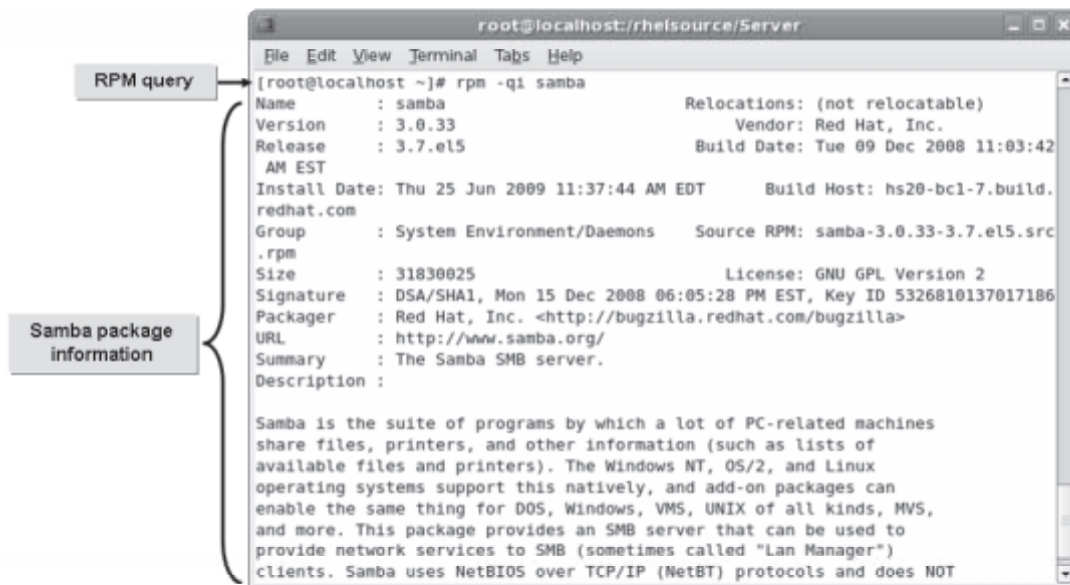 root@localhost:/rhelsource/Server
File Edit View Terminal Tabs Help
RPM query
[root@localhost ~]# rpm -qi samba
Name : samba Relocations: (not relocatable)
Version : 3.0.33 Vendor: Red Hat, Inc.
Release : 3.7.el5 Build Date: Tue 09 Dec 2008 11:03:42
AM EST
Install Date: Thu 25 Jun 2009 11:37:44 AM EDT Build Host: hs20-bc1-7.build.
redhat.com
Group : System Environment/Daemons Source RPM: samba-3.0.33-3.7.el5.src
.rpm
Size : 31830025 License: GNU GPL Version 2
Signature : DSA/SHA1, Mon 15 Dec 2008 06:05:28 PM EST, Key ID 5326810137017186
Packager : Red Hat, Inc. <http://bugzilla.redhat.com/bugzilla>
URL : http://www.samba.org/
Summary : The Samba SMB server.
Description :
Samba package
information
Samba is the suite of programs by which a lot of PC-related machines
share files, printers, and other information (such as lists of
available files and printers). The Windows NT, OS/2, and Linux
operating systems support this natively, and add-on packages can
enable the same thing for DOS, Windows, VMS, UNIX of all kinds, MVS,
and more. This package provides an SMB server that can be used to
provide network services to SMB (sometimes called "Lan Manager")
clients. Samba uses NetBIOS over TCP/IP (NetBT) protocols and does NOT